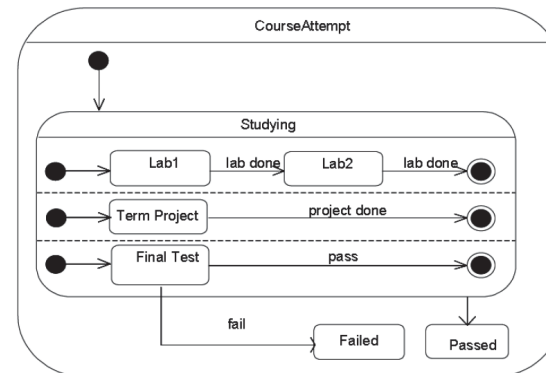 CourseAttempt
Studying
Lab1 lab done Lab2 lab done
Term Project project done
Final Test pass
fail Failed Passed